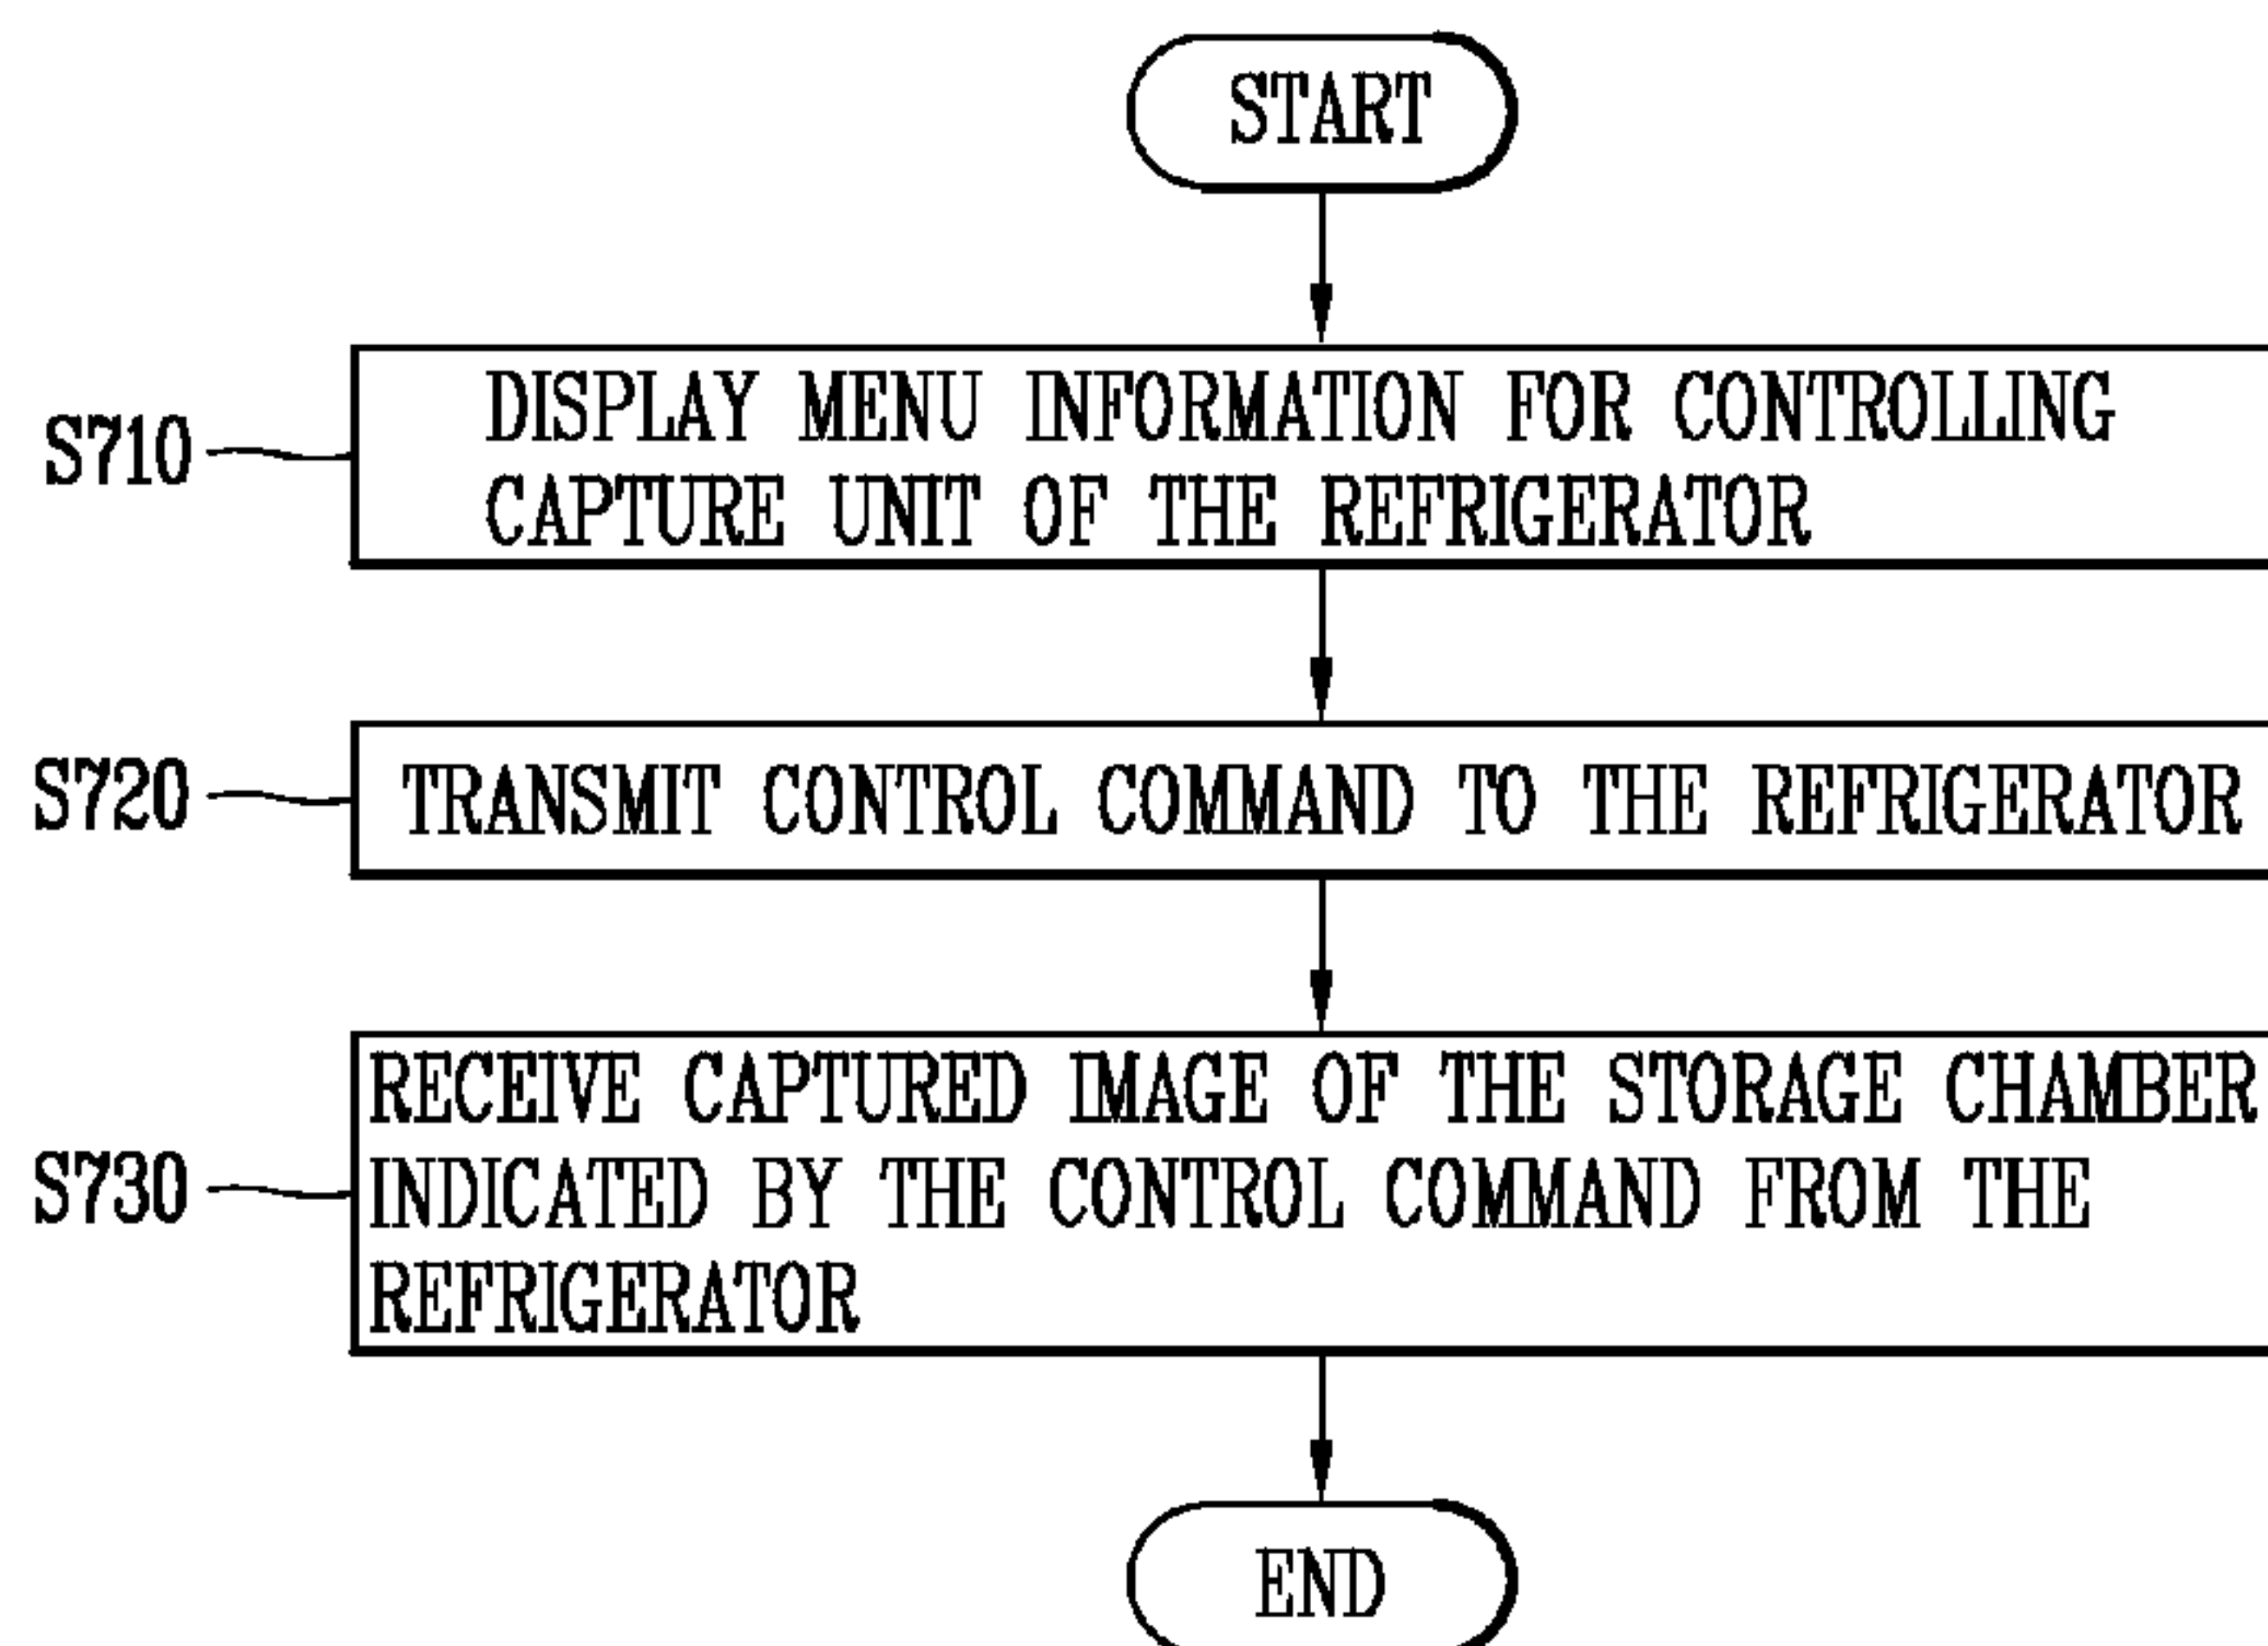 START
S710
DISPLAY MENU INFORMATION FOR CONTROLLING
CAPTURE UNIT OF THE REFRIGERATOR
S720
TRANSMIT CONTROL COMMAND TO THE REFRIGERATOR
S730
RECEIVE CAPTURED IMAGE OF THE STORAGE CHAMBER
INDICATED BY THE CONTROL COMMAND FROM THE
REFRIGERATOR
END